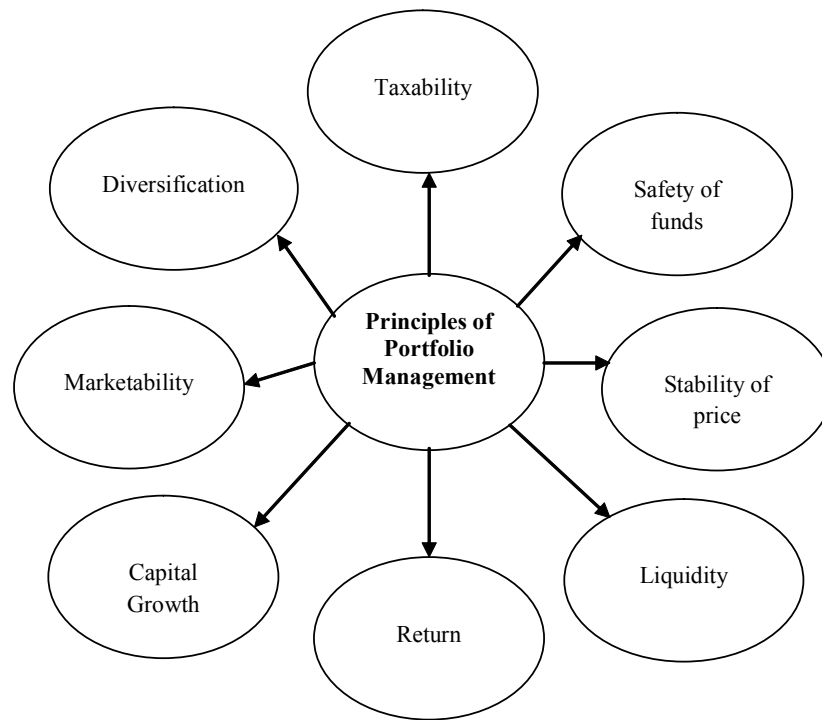 Taxability
Diversification
Safety of
funds
Principles of
Portfolio
Management
Marketability
Stability of
price
Capital
Growth
Return
Liquidity